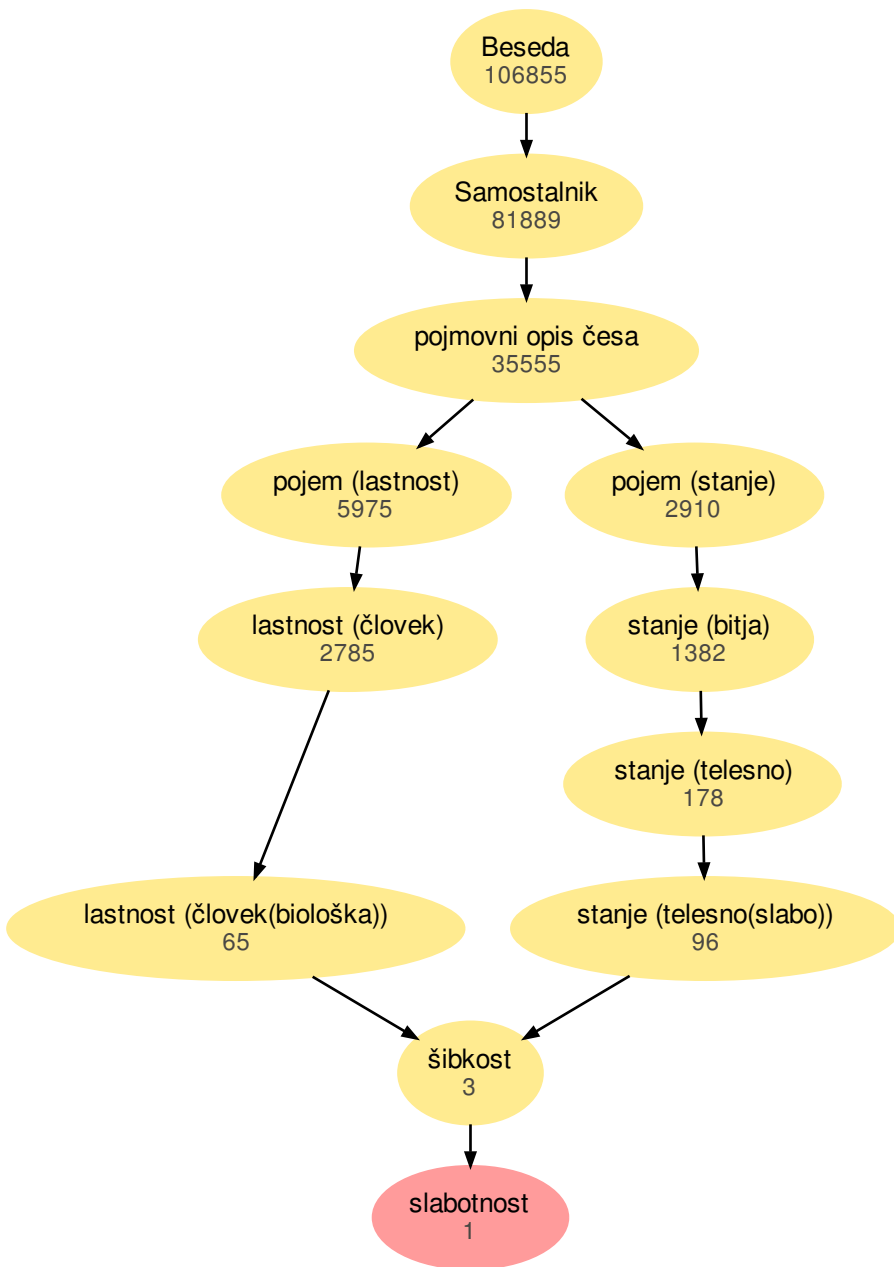 Beseda
106855
Samostalnik
81889
pojmovni opis česa
35555
pojem (lastnost)
5975
pojem (stanje)
2910
lastnost (človek)
2785
stanje (bitja)
1382
stanje (telesno)
178
lastnost (človek(biološka))
65
stanje (telesno(slabo))
96
šibkost
3
slabotnost
1